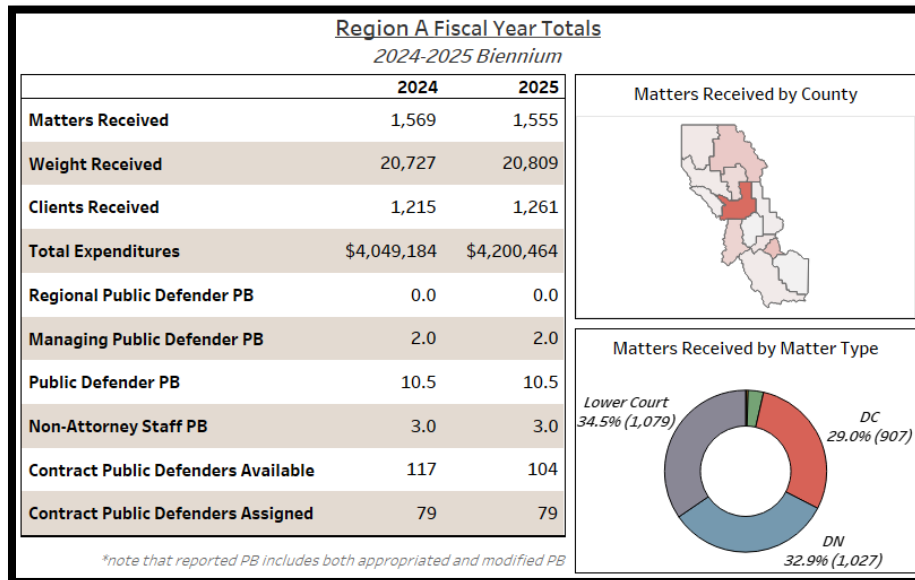 Region A Fiscal Year Totals
2024-2025 Biennium
2024 2025
Matters Received 1,569 1,555
Weight Received 20,727 20,809
Clients Received 1,215 1,261
Total Expenditures $4,049,184 $4,200,464
Regional Public Defender PB 0.0 0.0
Managing Public Defender PB 2.0 2.0
Public Defender PB 10.5 10.5
Non-Attorney Staff PB 3.0 3.0
Contract Public Defenders Available 117 104
Contract Public Defenders Assigned 79 79
*note that reported PB includes both appropriated and modified PB
Matters Received by County
Matters Received by Matter Type
Lower Court
34.5% (1,079)
DC
29.0% (907)
DN
32.9% (1,027)